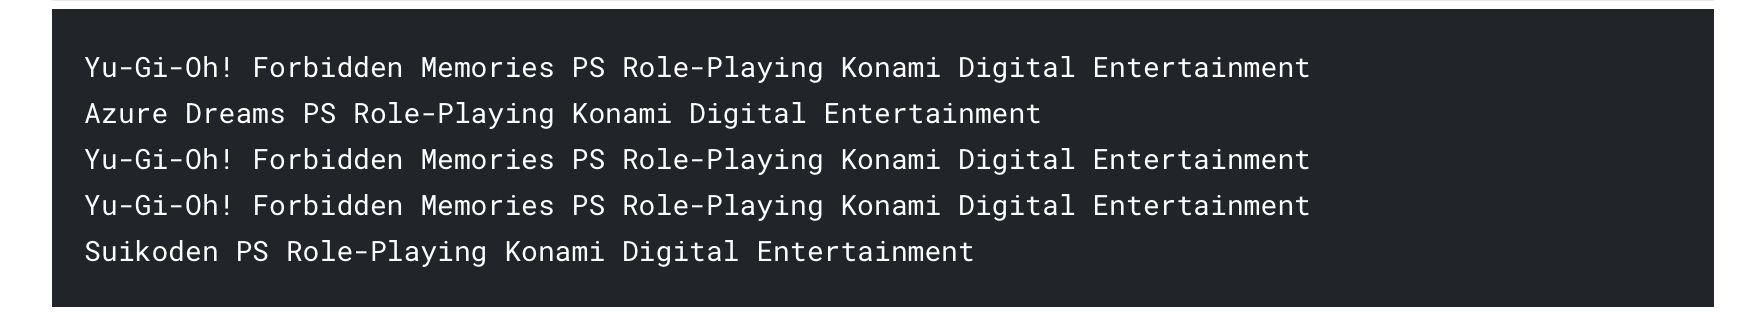 Yu-Gi-Oh! Forbidden Memories PS Role-Playing Konami Digital Entertainment
Azure Dreams PS Role-Playing Konami Digital Entertainment
Yu-Gi-Oh! Forbidden Memories PS Role-Playing Konami Digital Entertainment
Yu-Gi-Oh! Forbidden Memories PS Role-Playing Konami Digital Entertainment
Suikoden PS Role-Playing Konami Digital Entertainment